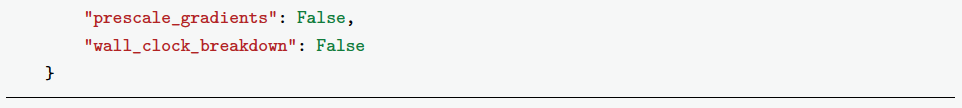 "prescale_gradients": False,
"wall_clock_breakdown": False
}